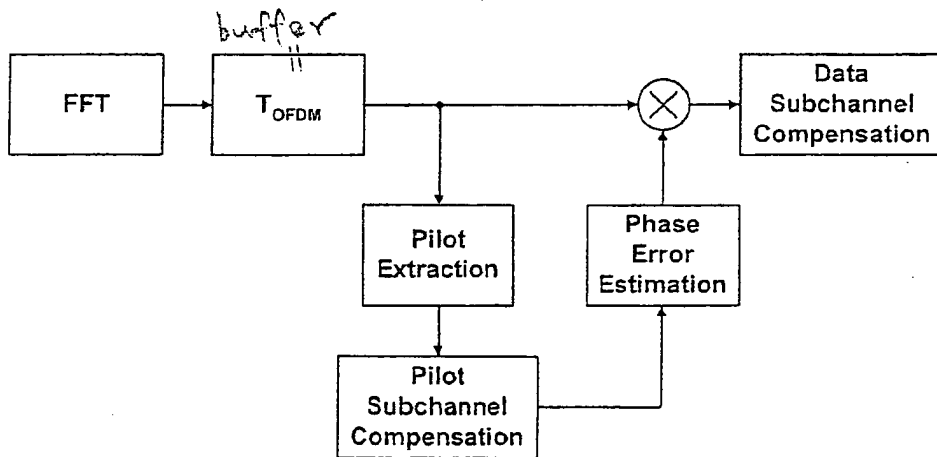 buffer
FFT
T_OFDM
Data
Subchannel
Compensation
Pilot
Extraction
Phase
Error
Estimation
Pilot
Subchannel
Compensation